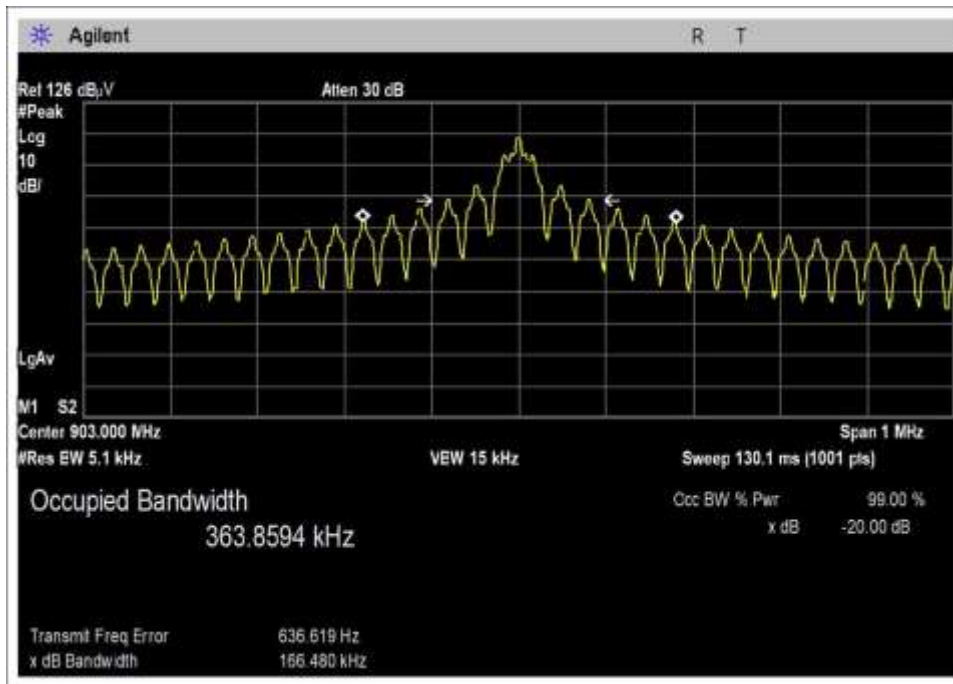 Agilent R T
Ref 126 dBµV Atten 30 dB
#Peak
Log
10
dB/
LgAv
M1 S2
Center 903.000 MHz Span 1 MHz
#Res BW 5.1 kHz VBW 15 kHz Sweep 130.1 ms (1001 pts)
Occupied Bandwidth Occ BW % Pwr 99.00 %
363.8594 kHz x dB -20.00 dB
Transmit Freq Error 636.619 Hz
x dB Bandwidth 166.480 kHz